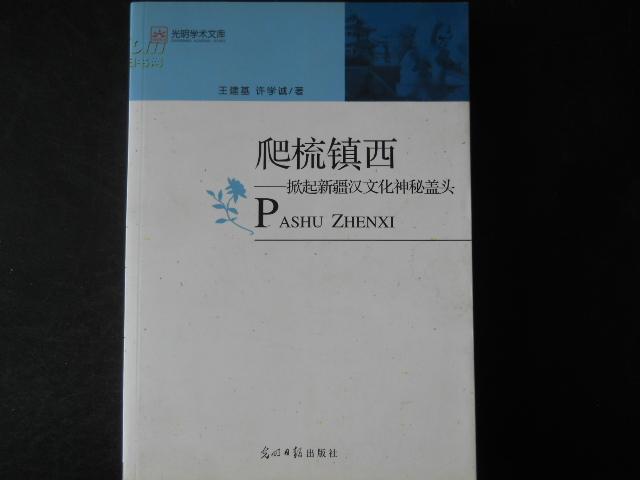 光明学术文库
王建基 许学诚/著
爬梳镇西
——掀起新疆汉文化神秘盖头
PASHU ZHENXI
光明日报出版社